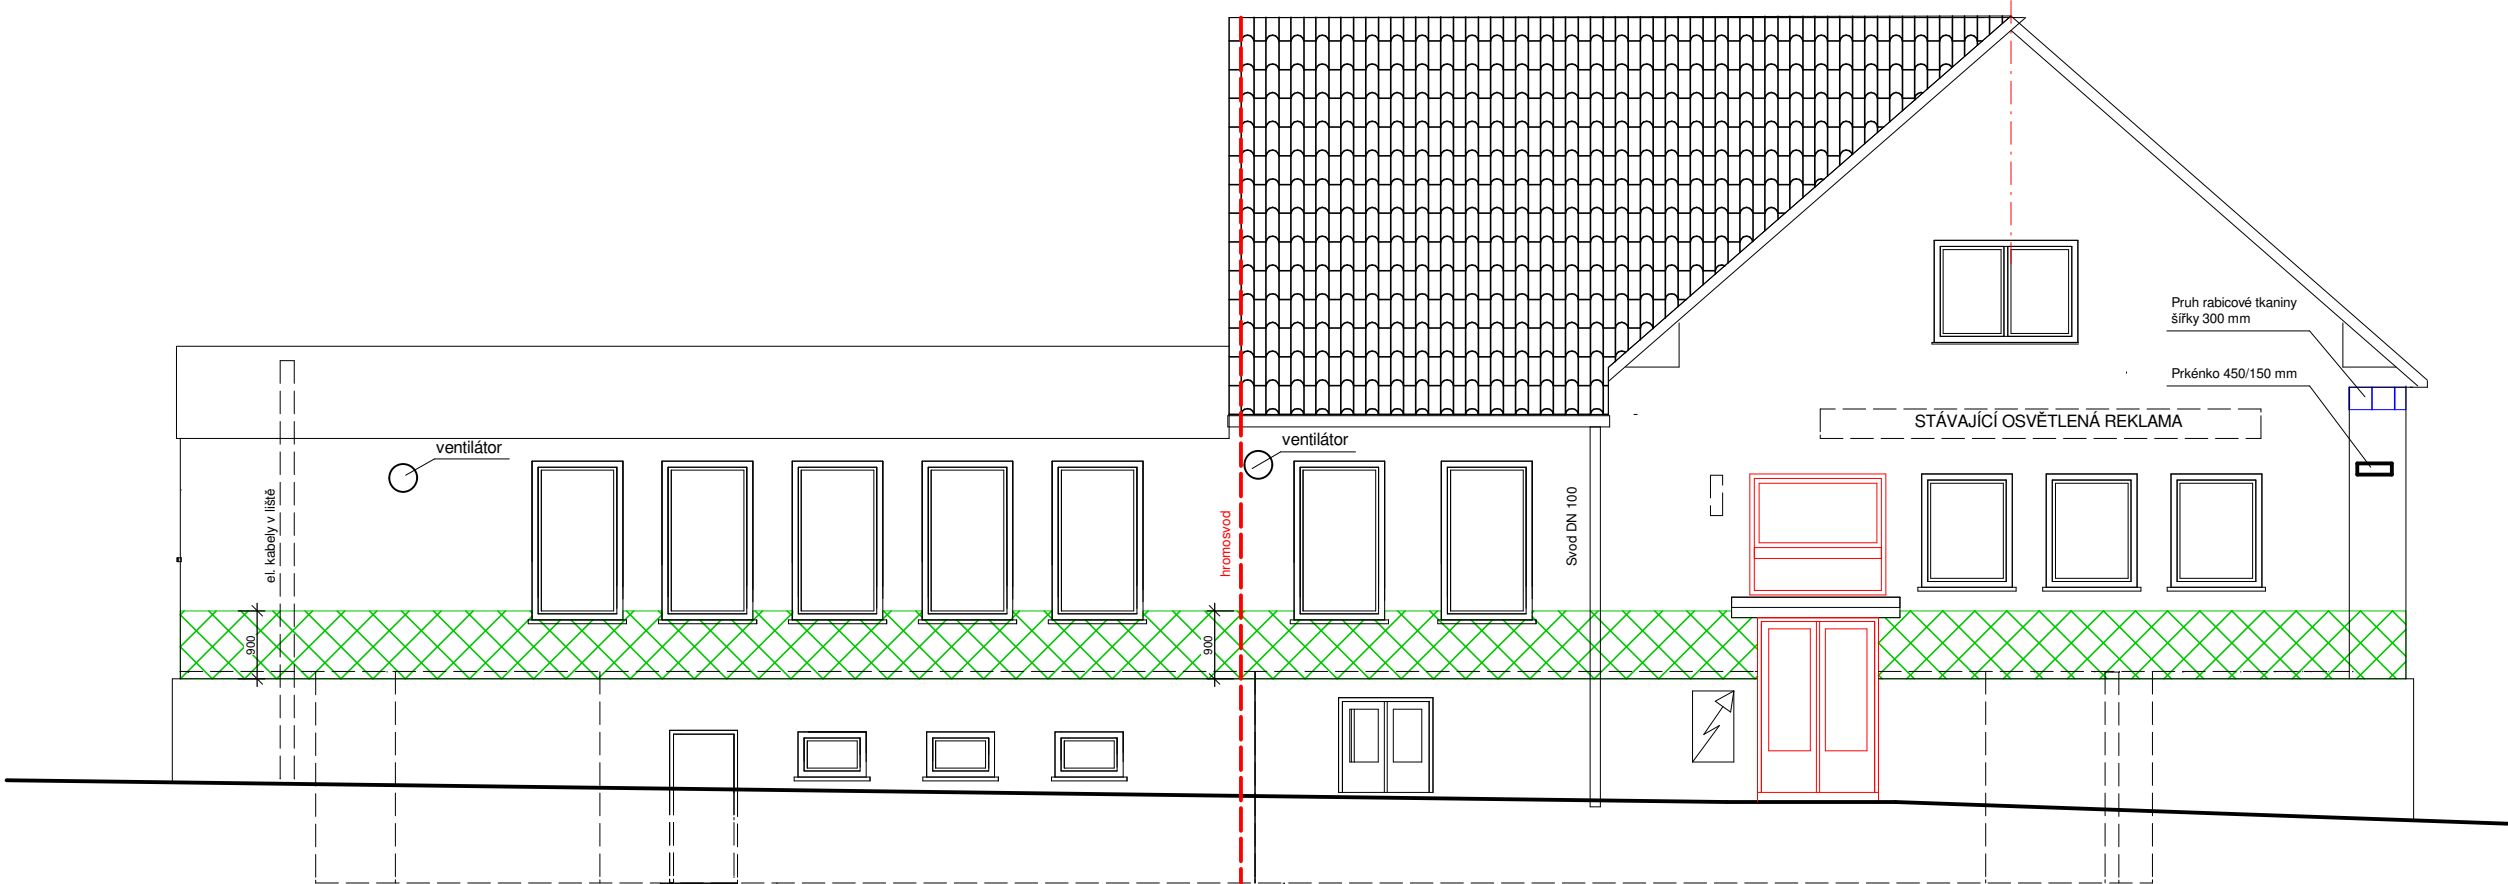 Pruh rabicové tkaniny
šířky 300 mm
Prkénko 450/150 mm
STÁVAJÍCÍ OSVĚTLENÁ REKLAMA
ventilátor
ventilátor
el. kabely v liště
hromosvod
Svod DN 100
900
900